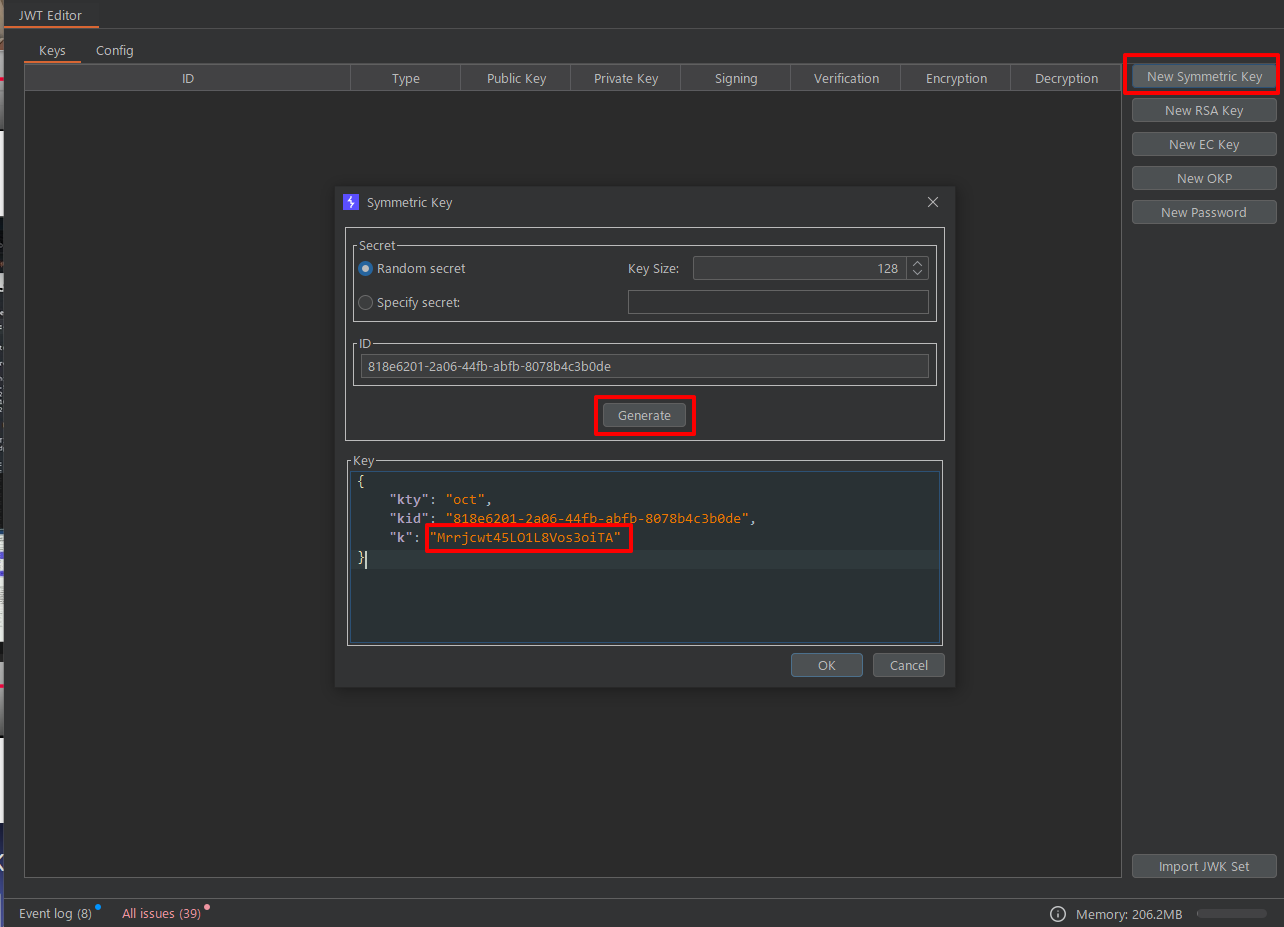 JWT Editor
Keys Config
ID Type Public Key Private Key Signing Verification Encryption Decryption
New Symmetric Key
New RSA Key
New EC Key
New OKP
New Password
Symmetric Key
Secret
Random secret Key Size: 128
Specify secret:
ID
818e6201-2a06-44fb-abfb-8078b4c3b0de
Generate
Key
{
"kty": "oct",
"kid": "818e6201-2a06-44fb-abfb-8078b4c3b0de",
"k": "Mrrjcwt45LO1L8Vos3oiTA"
}
OK Cancel
Import JWK Set
Event log (8) All issues (39) Memory: 206.2MB